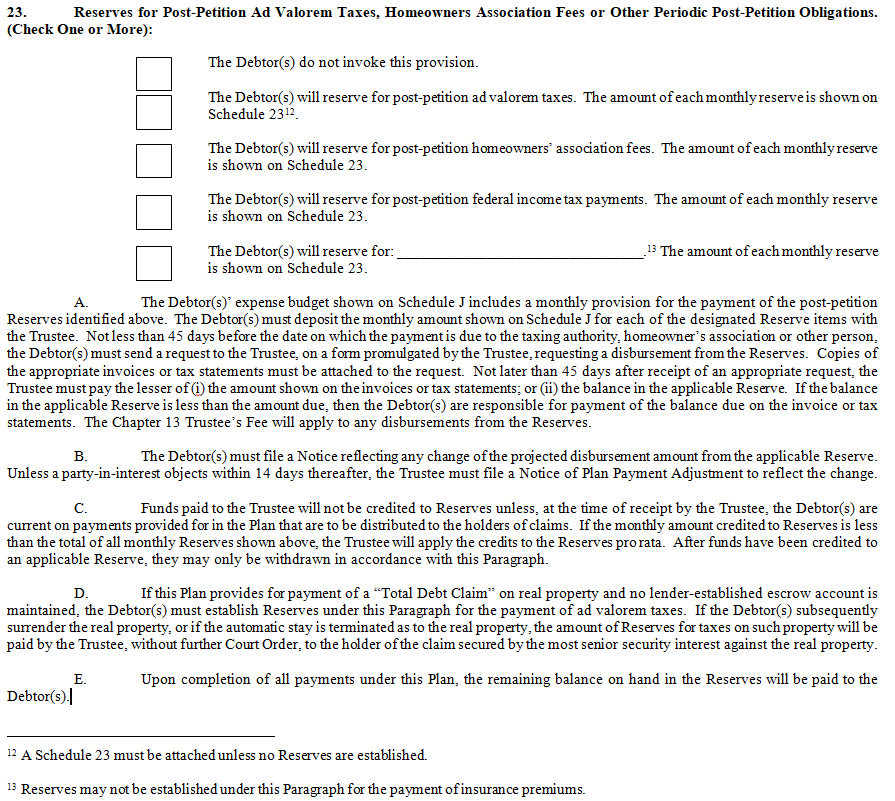 23. Reserves for Post-Petition Ad Valorem Taxes, Homeowners Association Fees or Other Periodic Post-Petition Obligations.
(Check One or More):
The Debtor(s) do not invoke this provision.
The Debtor(s) will reserve for post-petition ad valorem taxes. The amount of each monthly reserve is shown on
Schedule 23¹².
The Debtor(s) will reserve for post-petition homeowners’ association fees. The amount of each monthly reserve
is shown on Schedule 23.
The Debtor(s) will reserve for post-petition federal income tax payments. The amount of each monthly reserve
is shown on Schedule 23.
The Debtor(s) will reserve for: ___________________________________.¹³ The amount of each monthly reserve
is shown on Schedule 23.
A. The Debtor(s)’ expense budget shown on Schedule J includes a monthly provision for the payment of the post-petition
Reserves identified above. The Debtor(s) must deposit the monthly amount shown on Schedule J for each of the designated Reserve items with
the Trustee. Not less than 45 days before the date on which the payment is due to the taxing authority, homeowner’s association or other person,
the Debtor(s) must send a request to the Trustee, on a form promulgated by the Trustee, requesting a disbursement from the Reserves. Copies of
the appropriate invoices or tax statements must be attached to the request. Not later than 45 days after receipt of an appropriate request, the
Trustee must pay the lesser of (i) the amount shown on the invoices or tax statements; or (ii) the balance in the applicable Reserve. If the balance
in the applicable Reserve is less than the amount due, then the Debtor(s) are responsible for payment of the balance due on the invoice or tax
statements. The Chapter 13 Trustee’s Fee will apply to any disbursements from the Reserves.
B. The Debtor(s) must file a Notice reflecting any change of the projected disbursement amount from the applicable Reserve.
Unless a party-in-interest objects within 14 days thereafter, the Trustee must file a Notice of Plan Payment Adjustment to reflect the change.
C. Funds paid to the Trustee will not be credited to Reserves unless, at the time of receipt by the Trustee, the Debtor(s) are
current on payments provided for in the Plan that are to be distributed to the holders of claims. If the monthly amount credited to Reserves is less
than the total of all monthly Reserves shown above, the Trustee will apply the credits to the Reserves pro rata. After funds have been credited to
an applicable Reserve, they may only be withdrawn in accordance with this Paragraph.
D. If this Plan provides for payment of a “Total Debt Claim” on real property and no lender-established escrow account is
maintained, the Debtor(s) must establish Reserves under this Paragraph for the payment of ad valorem taxes. If the Debtor(s) subsequently
surrender the real property, or if the automatic stay is terminated as to the real property, the amount of Reserves for taxes on such property will be
paid by the Trustee, without further Court Order, to the holder of the claim secured by the most senior security interest against the real property.
E. Upon completion of all payments under this Plan, the remaining balance on hand in the Reserves will be paid to the
Debtor(s).
¹² A Schedule 23 must be attached unless no Reserves are established.
¹³ Reserves may not be established under this Paragraph for the payment of insurance premiums.